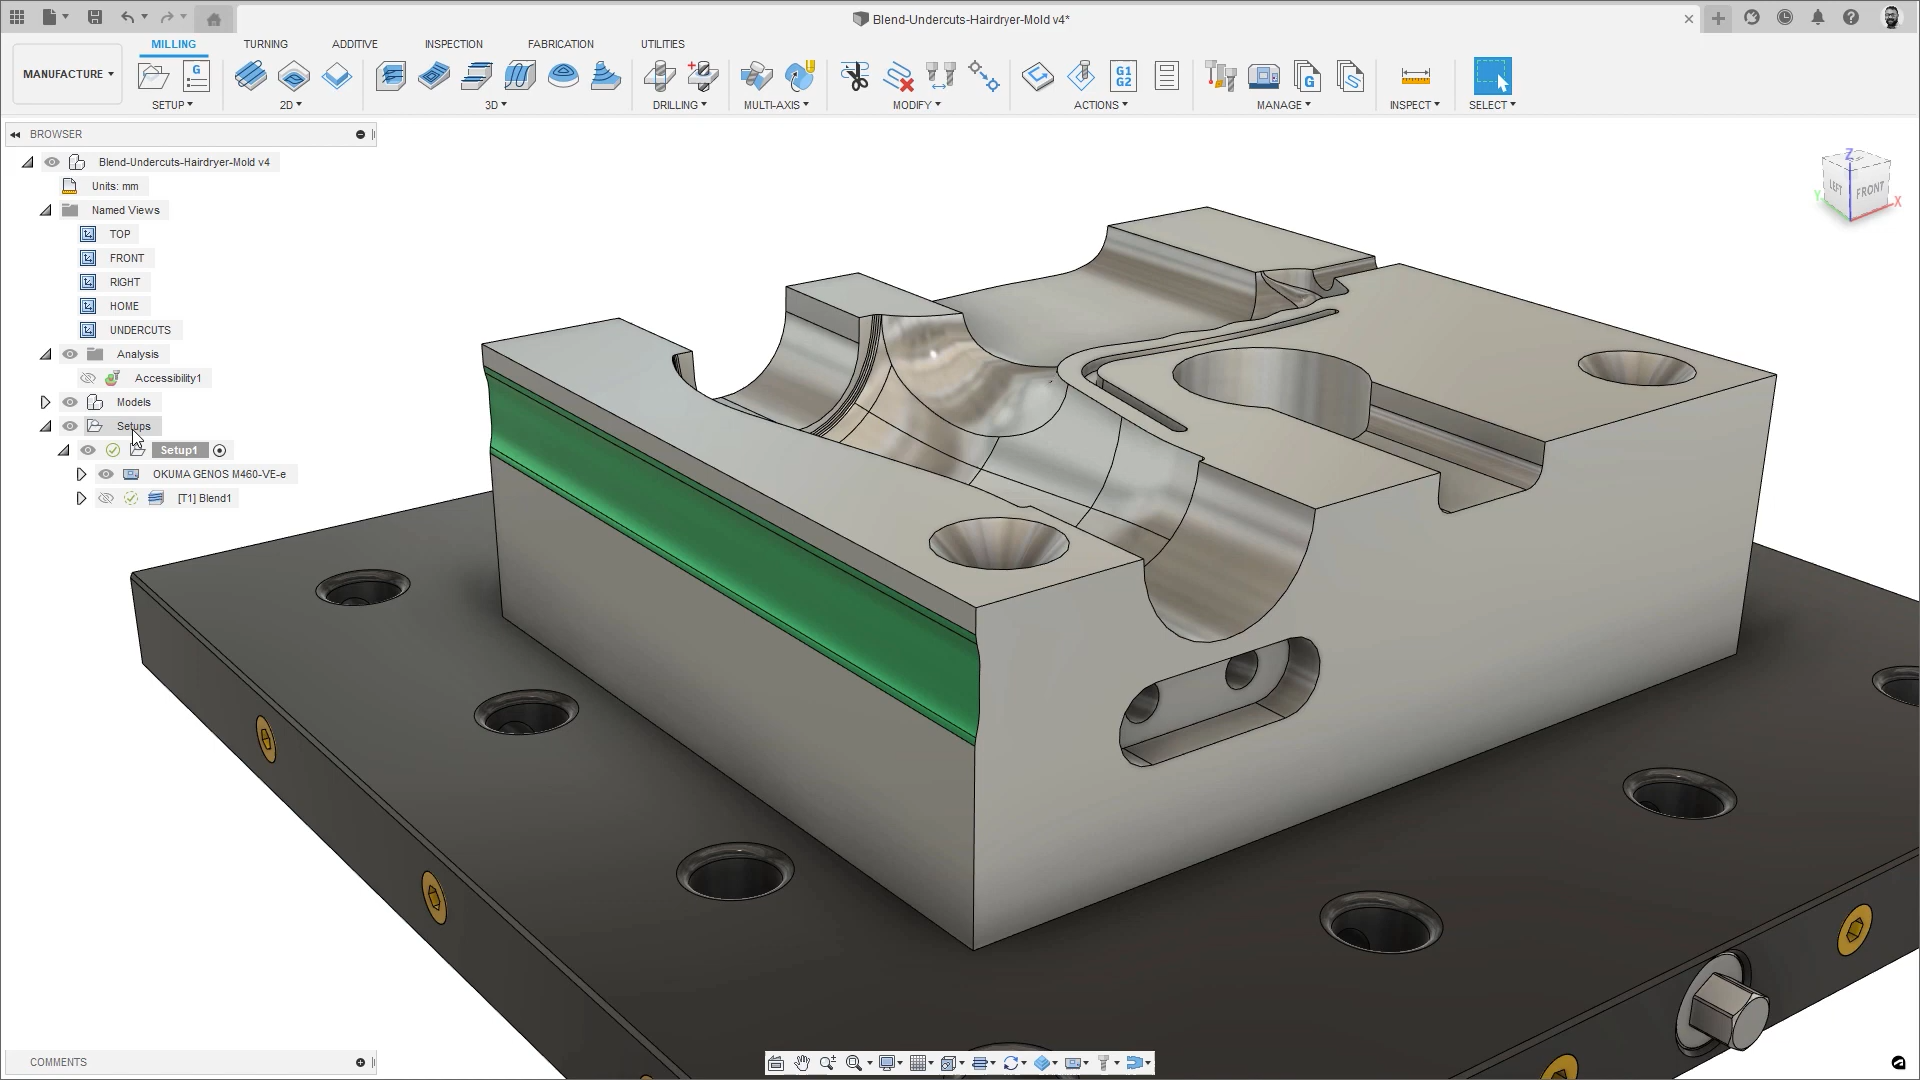 Blend-Undercuts-Hairdryer-Mold v4*
MANUFACTURE
MILLING
TURNING
ADDITIVE
INSPECTION
FABRICATION
UTILITIES
G
G1
G2
G
SETUP
2D
3D
DRILLING
MULTI-AXIS
MODIFY
ACTIONS
MANAGE
INSPECT
SELECT
BROWSER
Blend-Undercuts-Hairdryer-Mold v4
Units: mm
Named Views
TOP
FRONT
RIGHT
HOME
UNDERCUTS
Analysis
Accessibility1
Models
Setups
Setup1
OKUMA GENOS M460-VE-e
[T1] Blend1
Z
LEFT
FRONT
Y
X
COMMENTS